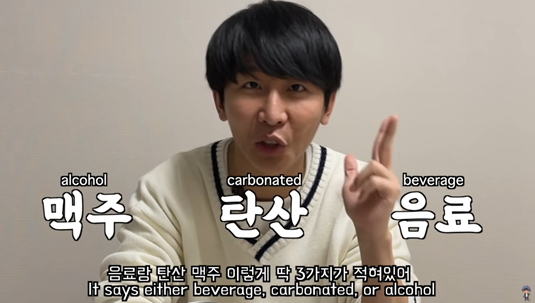 alcohol carbonated beverage
맥주 탄산 음료
음료람 탄산 맥주 이렇게 딱 3가지가 적혀있어
It says either beverage, carbonated, or alcohol